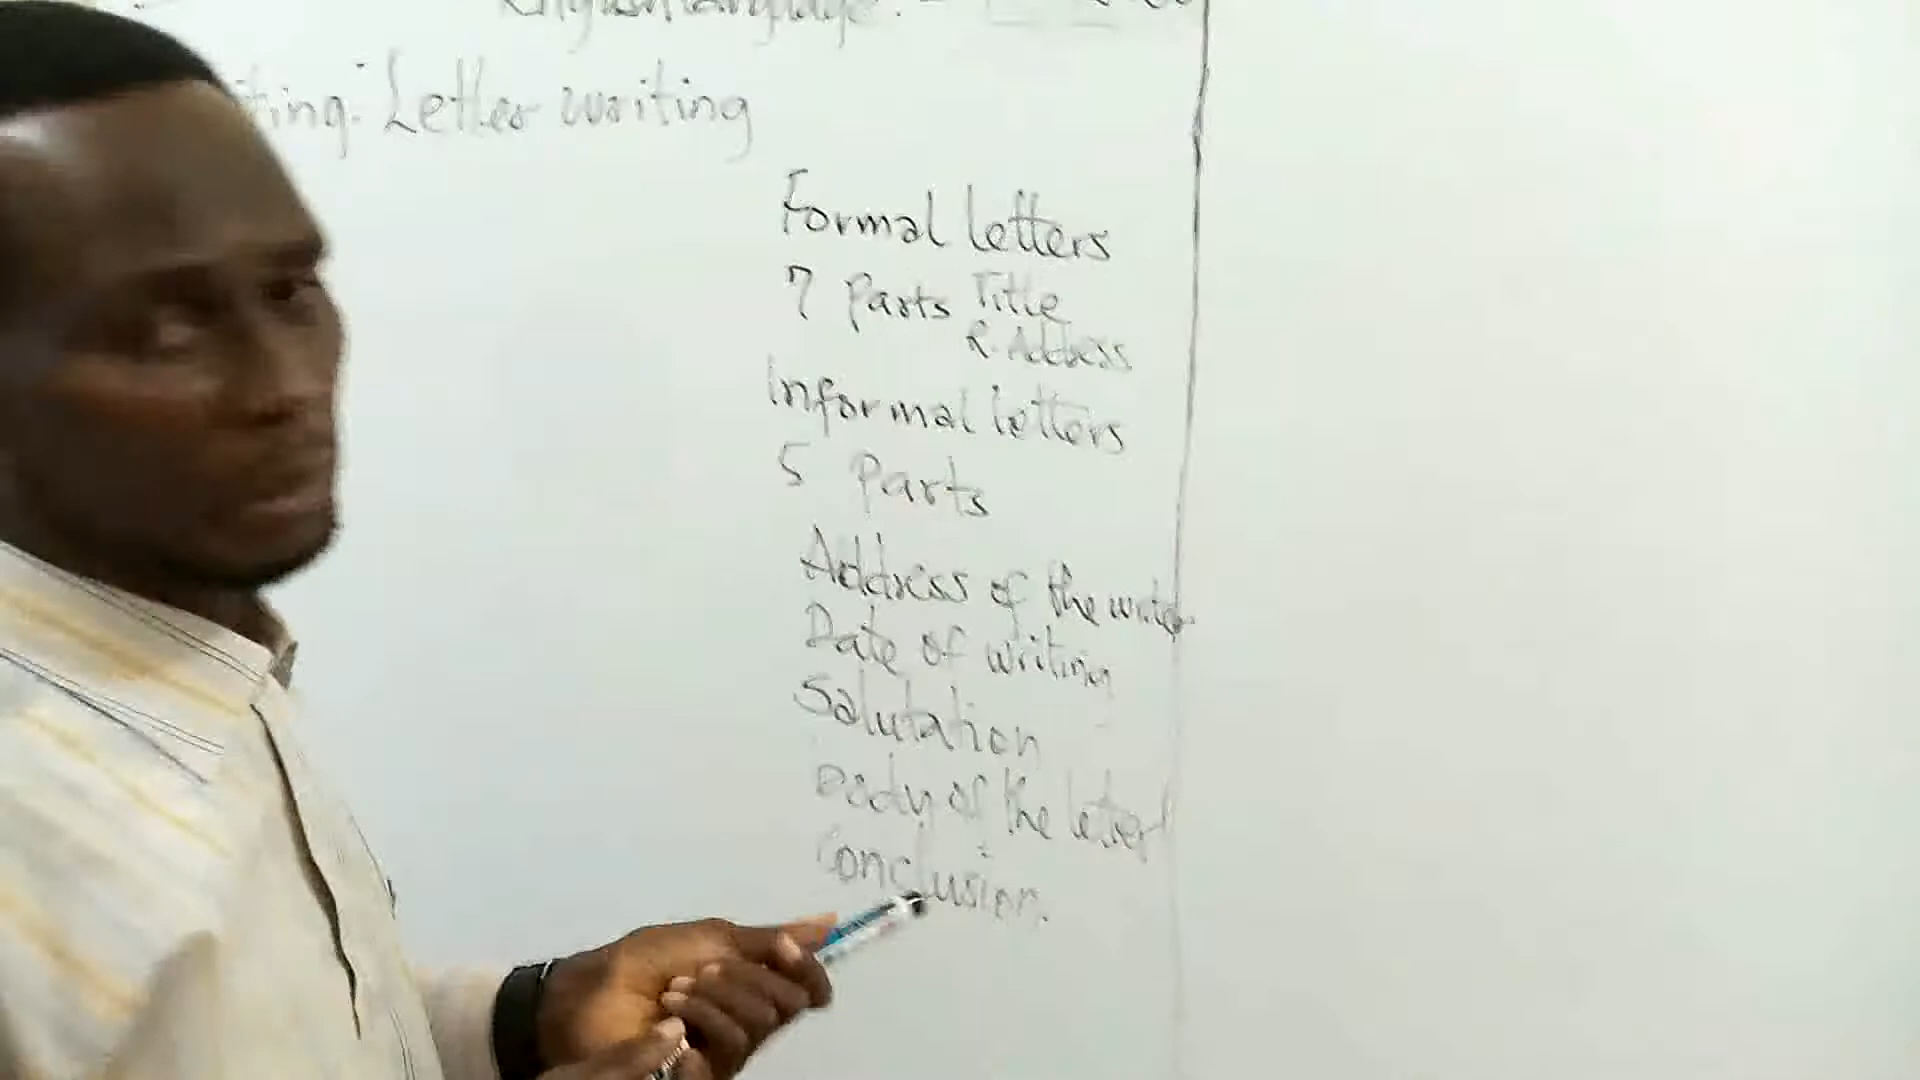 English language.
ting: Letter writing
Formal letters
7 Parts Title
R. Address
Informal letters
5 Parts
Address of the writer
Date of writing
Salutation
Body of the letter
Conclusion.